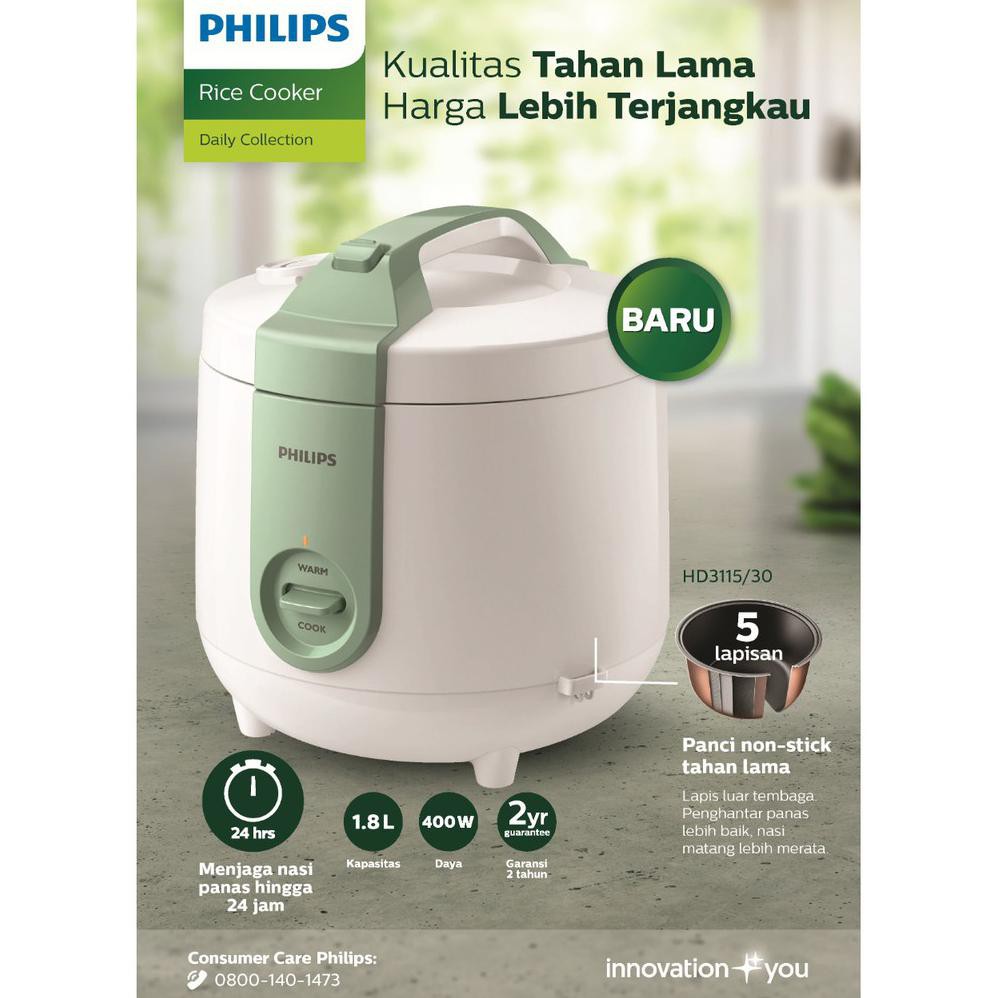 PHILIPS
Rice Cooker
Daily Collection
Kualitas Tahan Lama
Harga Lebih Terjangkau
BARU
PHILIPS
WARM
COOK
HD3115/30
5
lapisan
Panci non-stick
tahan lama
Lapis luar tembaga.
Penghantar panas
lebih baik, nasi
matang lebih merata.
24 hrs
Menjaga nasi
panas hingga
24 jam
1.8 L
Kapasitas
400W
Daya
2yr
guarantee
Garansi
2 tahun
Consumer Care Philips:
0800-140-1473
innovation you